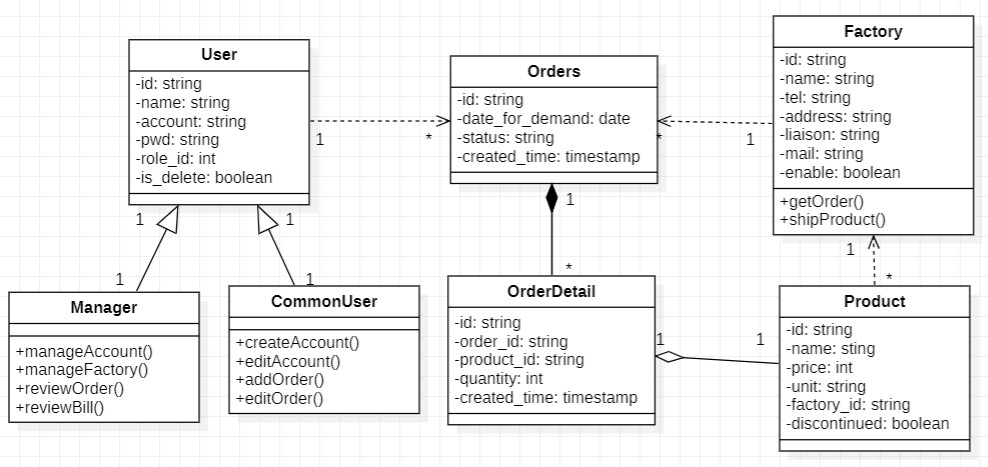 User
-id: string
-name: string
-account: string
-pwd: string
-role_id: int
-is_delete: boolean
1
*
Orders
-id: string
-date_for_demand: date
-status: string
-created_time: timestamp
*
1
Factory
-id: string
-name: string
-tel: string
-address: string
-liaison: string
-mail: string
-enable: boolean
+getOrder()
+shipProduct()
1
1
1
1
Manager
+manageAccount()
+manageFactory()
+reviewOrder()
+reviewBill()
CommonUser
+createAccount()
+editAccount()
+addOrder()
+editOrder()
1
*
OrderDetail
-id: string
-order_id: string
-product_id: string
-quantity: int
-created_time: timestamp
1
1
1
*
Product
-id: string
-name: sting
-price: int
-unit: string
-factory_id: string
-discontinued: boolean